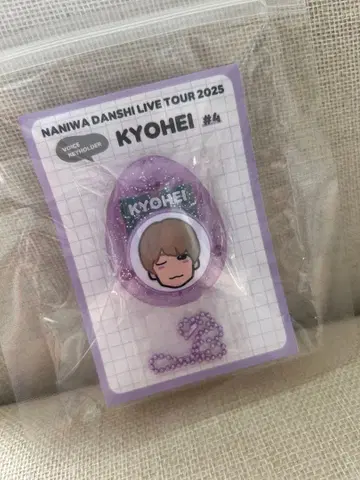 NANIWA DANSHI LIVE TOUR 2025
VOICE
KEYHOLDER
KYOHEI #4
KYOHEI